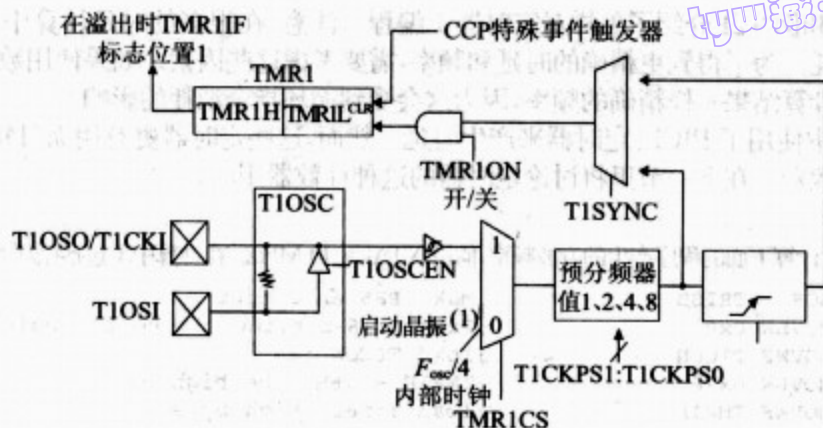 在溢出时TMR1IF
标志位置1
CCP特殊事件触发器
TMR1
TMR1H
TMR1L
CLR
TMR1ON
开/关
T1SYNC
T1OSC
T1OSO/T1CKI
T1OSCEN
T1OSI
1
0
启动晶振(1)
Fosc/4
内部时钟
TMR1CS
预分频器
值1、2、4、8
T1CKPS1:T1CKPS0